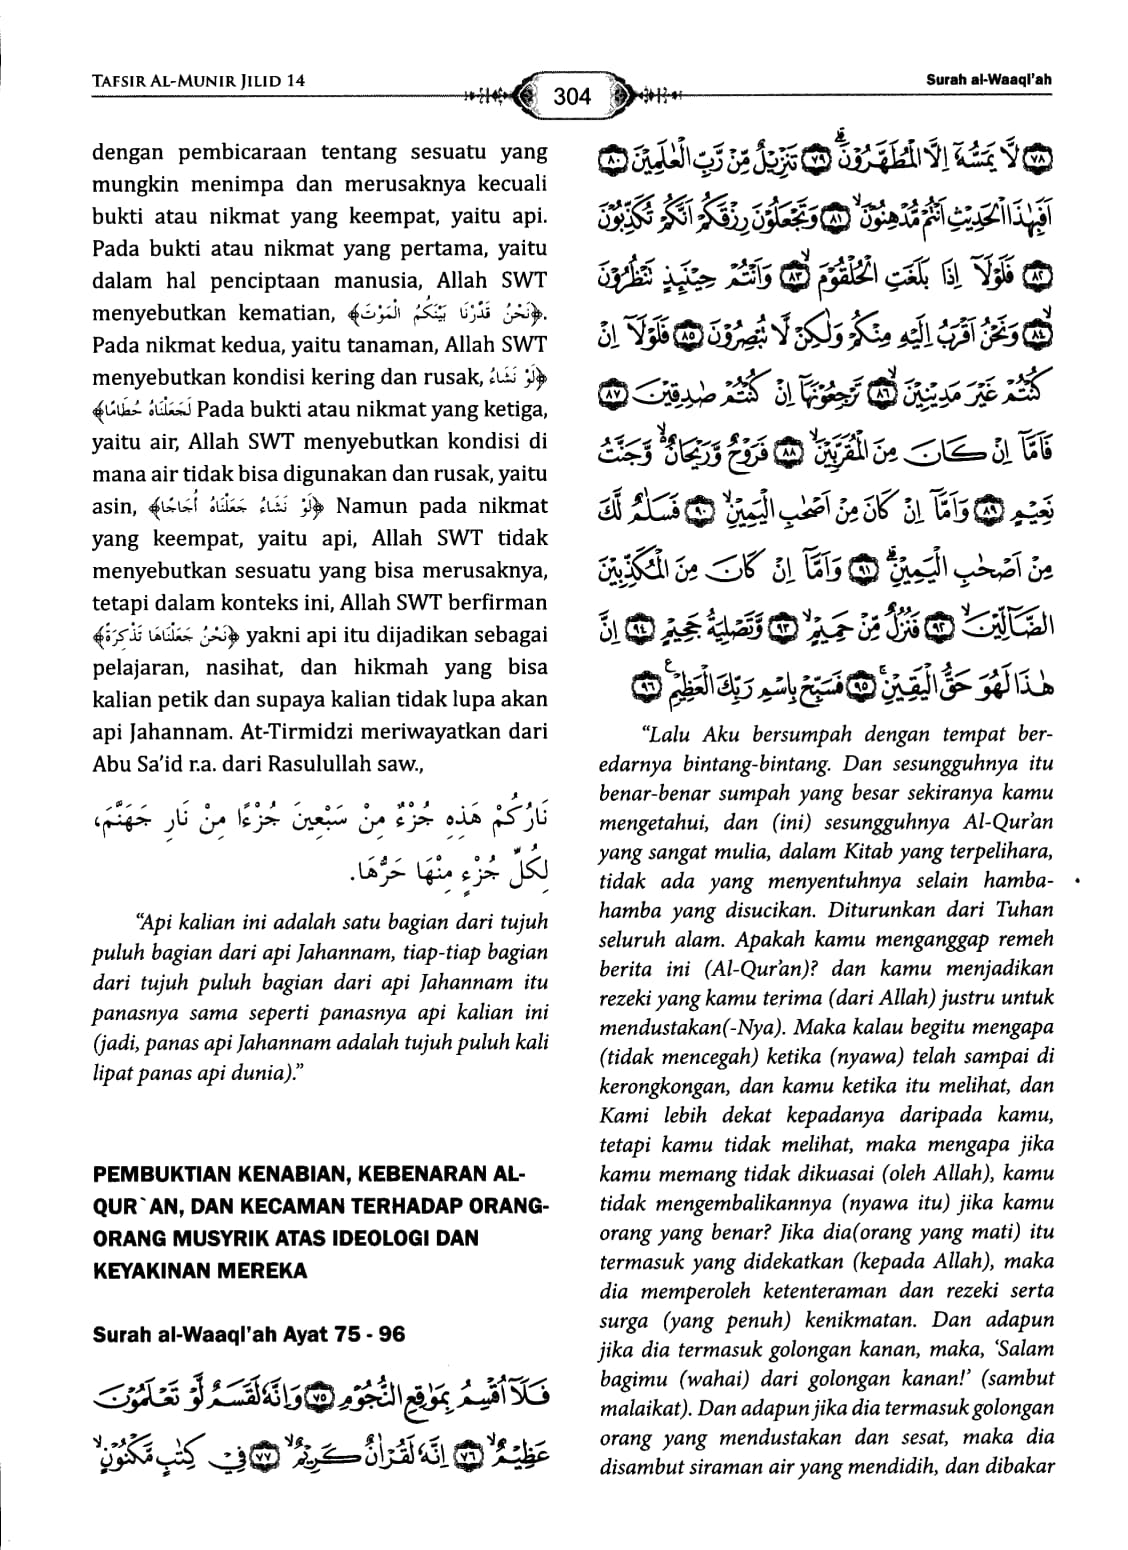 TAFSIR AL-MUNIR JILID 14
304
Surah al-Waaqi'ah
dengan pembicaraan tentang sesuatu yang
mungkin menimpa dan merusaknya kecuali
bukti atau nikmat yang keempat, yaitu api.
Pada bukti atau nikmat yang pertama, yaitu
dalam hal penciptaan manusia, Allah SWT
menyebutkan kematian, ﴿نَحْنُ قَدَّرْنَا بَيْنَكُمُ الْمَوْتَ﴾.
Pada nikmat kedua, yaitu tanaman, Allah SWT
menyebutkan kondisi kering dan rusak, ﴿لَوْ نَشَاءُ
لَجَعَلْنَاهُ حُطَامًا﴾ Pada bukti atau nikmat yang ketiga,
yaitu air, Allah SWT menyebutkan kondisi di
mana air tidak bisa digunakan dan rusak, yaitu
asin, ﴿لَوْ نَشَاءُ جَعَلْنَاهُ أُجَاجًا﴾ Namun pada nikmat
yang keempat, yaitu api, Allah SWT tidak
menyebutkan sesuatu yang bisa merusaknya,
tetapi dalam konteks ini, Allah SWT berfirman
﴿نَحْنُ جَعَلْنَاهَا تَذْكِرَةً﴾ yakni api itu dijadikan sebagai
pelajaran, nasihat, dan hikmah yang bisa
kalian petik dan supaya kalian tidak lupa akan
api Jahannam. At-Tirmidzi meriwayatkan dari
Abu Sa'id r.a. dari Rasulullah saw.,
نَارُكُمْ هَذِهِ جُزْءٌ مِنْ سَبْعِينَ جُزْءًا مِنْ نَارِ جَهَنَّمَ،
لِكُلِّ جُزْءٍ مِنْهَا حَرُّهَا.
“Api kalian ini adalah satu bagian dari tujuh
puluh bagian dari api Jahannam, tiap-tiap bagian
dari tujuh puluh bagian dari api Jahannam itu
panasnya sama seperti panasnya api kalian ini
(jadi, panas api Jahannam adalah tujuh puluh kali
lipat panas api dunia).”
PEMBUKTIAN KENABIAN, KEBENARAN AL-
QUR`AN, DAN KECAMAN TERHADAP ORANG-
ORANG MUSYRIK ATAS IDEOLOGI DAN
KEYAKINAN MEREKA
Surah al-Waaqi'ah Ayat 75 - 96
فَلَآ اُقْسِمُ بِمَوٰقِعِ النُّجُوْمِ ۝٧٥ وَاِنَّهٗ لَقَسَمٌ لَّوْ تَعْلَمُوْنَ
عَظِيْمٌۙ ۝٧٦ اِنَّهٗ لَقُرْاٰنٌ كَرِيْمٌۙ ۝٧٧ فِيْ كِتٰبٍ مَّكْنُوْنٍۙ
۝٧٨ لَّا يَمَسُّهٗٓ اِلَّا الْمُطَهَّرُوْنَۗ ۝٧٩ تَنْزِيْلٌ مِّنْ رَّبِّ الْعٰلَمِيْنَ ۝٨٠
اَفَبِهٰذَا الْحَدِيْثِ اَنْتُمْ مُّدْهِنُوْنَۙ ۝٨١ وَتَجْعَلُوْنَ رِزْقَكُمْ اَنَّكُمْ تُكَذِّبُوْنَ
۝٨٢ فَلَوْلَآ اِذَا بَلَغَتِ الْحُلْقُوْمَۙ ۝٨٣ وَاَنْتُمْ حِيْنَىِٕذٍ تَنْظُرُوْنَ
ۙ۝٨٤ وَنَحْنُ اَقْرَبُ اِلَيْهِ مِنْكُمْ وَلٰكِنْ لَّا تُبْصِرُوْنَ ۝٨٥ فَلَوْلَآ اِنْ
كُنْتُمْ غَيْرَ مَدِيْنِيْنَۙ ۝٨٦ تَرْجِعُوْنَهَآ اِنْ كُنْتُمْ صٰدِقِيْنَ ۝٨٧
فَاَمَّآ اِنْ كَانَ مِنَ الْمُقَرَّبِيْنَۙ ۝٨٨ فَرَوْحٌ وَّرَيْحَانٌۙ وَّجَنَّتُ
نَعِيْمٍ ۝٨٩ وَاَمَّآ اِنْ كَانَ مِنْ اَصْحٰبِ الْيَمِيْنِۙ ۝٩٠ فَسَلٰمٌ لَّكَ
مِنْ اَصْحٰبِ الْيَمِيْنِۗ ۝٩١ وَاَمَّآ اِنْ كَانَ مِنَ الْمُكَذِّبِيْنَ
الضَّآلِّيْنَۙ ۝٩٢ فَنُزُلٌ مِّنْ حَمِيْمٍۙ ۝٩٣ وَّتَصْلِيَةُ جَحِيْمٍ ۝٩٤ اِنَّ
هٰذَا لَهُوَ حَقُّ الْيَقِيْنِۚ ۝٩٥ فَسَبِّحْ بِاسْمِ رَبِّكَ الْعَظِيْمِ ࣖ ۝٩٦
“Lalu Aku bersumpah dengan tempat ber-
edarnya bintang-bintang. Dan sesungguhnya itu
benar-benar sumpah yang besar sekiranya kamu
mengetahui, dan (ini) sesungguhnya Al-Qur'an
yang sangat mulia, dalam Kitab yang terpelihara,
tidak ada yang menyentuhnya selain hamba-
hamba yang disucikan. Diturunkan dari Tuhan
seluruh alam. Apakah kamu menganggap remeh
berita ini (Al-Qur'an)? dan kamu menjadikan
rezeki yang kamu terima (dari Allah) justru untuk
mendustakan(-Nya). Maka kalau begitu mengapa
(tidak mencegah) ketika (nyawa) telah sampai di
kerongkongan, dan kamu ketika itu melihat, dan
Kami lebih dekat kepadanya daripada kamu,
tetapi kamu tidak melihat, maka mengapa jika
kamu memang tidak dikuasai (oleh Allah), kamu
tidak mengembalikannya (nyawa itu) jika kamu
orang yang benar? Jika dia(orang yang mati) itu
termasuk yang didekatkan (kepada Allah), maka
dia memperoleh ketenteraman dan rezeki serta
surga (yang penuh) kenikmatan. Dan adapun
jika dia termasuk golongan kanan, maka, ‘Salam
bagimu (wahai) dari golongan kanan!’ (sambut
malaikat). Dan adapun jika dia termasuk golongan
orang yang mendustakan dan sesat, maka dia
disambut siraman air yang mendidih, dan dibakar